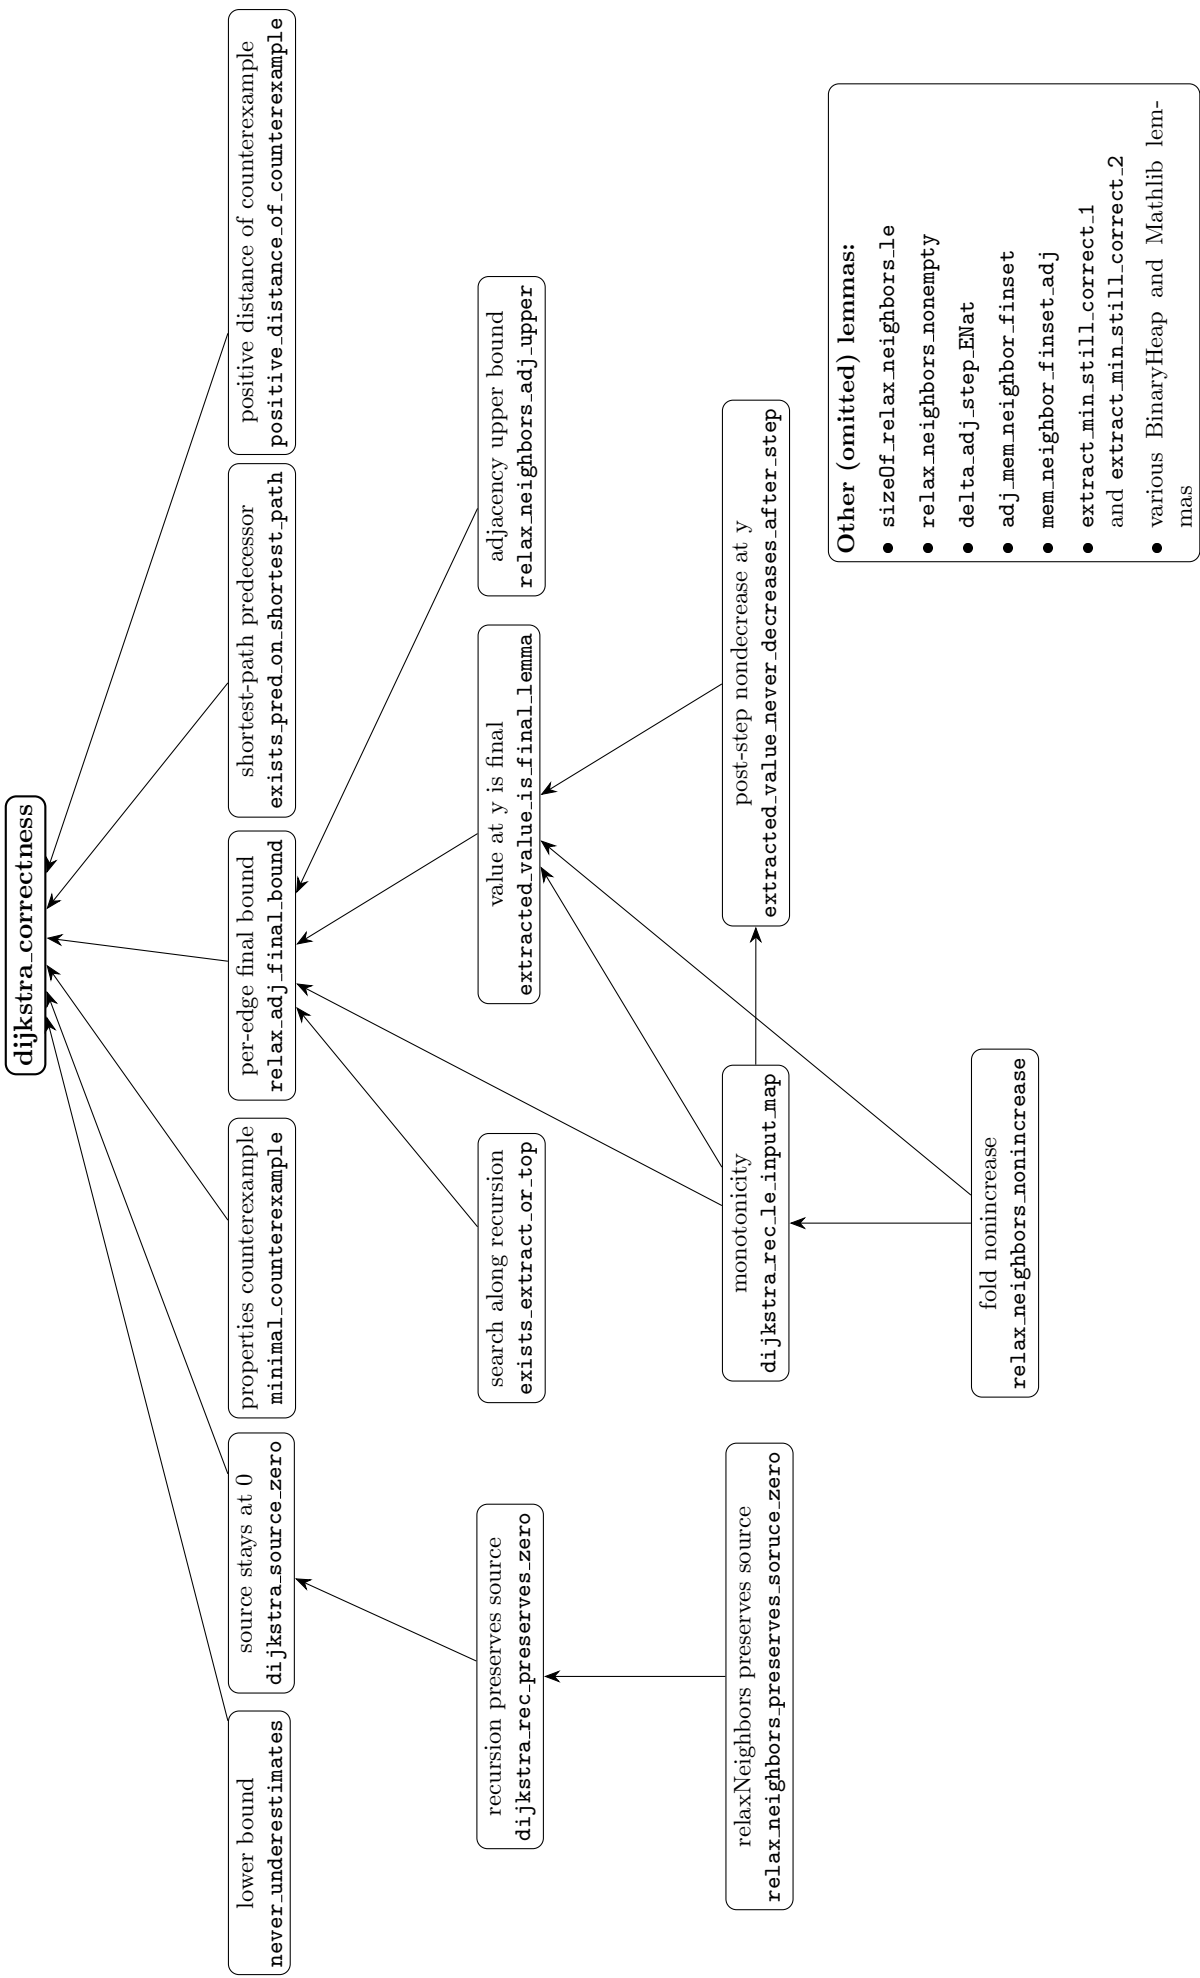 dijkstra_correctness
lower bound
never_underestimates
source stays at 0
dijkstra_source_zero
properties counterexample
minimal_counterexample
per-edge final bound
relax_adj_final_bound
shortest-path predecessor
exists_pred_on_shortest_path
positive distance of counterexample
positive_distance_of_counterexample
recursion preserves source
dijkstra_rec_preserves_zero
search along recursion
exists_extract_or_top
value at y is final
extracted_value_is_final_lemma
adjacency upper bound
relax_neighbors_adj_upper
relaxNeighbors preserves source
relax_neighbors_preserves_soruce_zero
monotonicity
dijkstra_rec_le_input_map
post-step nondecrease at y
extracted_value_never_decreases_after_step
fold nonincrease
relax_neighbors_nonincrease
Other (omitted) lemmas:
• sizeOf_relax_neighbors_le
• relax_neighbors_nonempty
• delta_adj_step_ENat
• adj_mem_neighbor_finset
• mem_neighbor_finset_adj
• extract_min_still_correct_1
and extract_min_still_correct_2
• various BinaryHeap and Mathlib lem-
mas